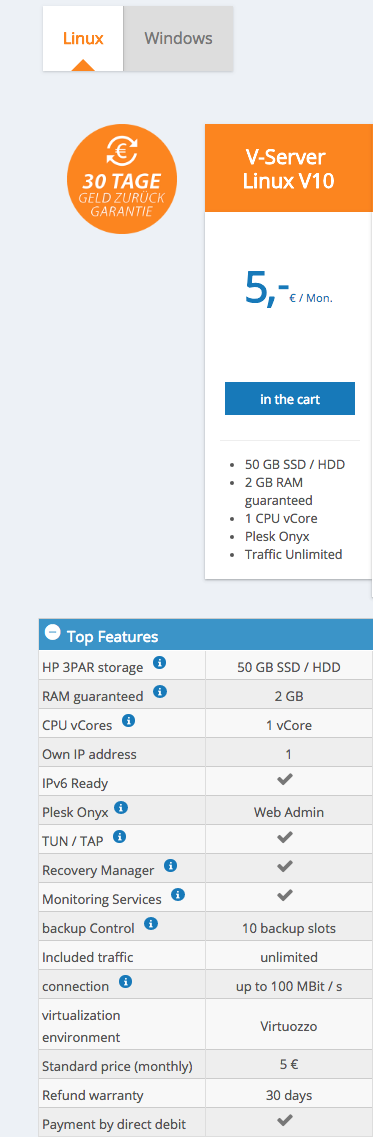 Linux
Windows
€
30 TAGE
GELD ZURÜCK
GARANTIE
V-Server
Linux V10
5,- € / Mon.
in the cart
• 50 GB SSD / HDD
• 2 GB RAM
guaranteed
• 1 CPU vCore
• Plesk Onyx
• Traffic Unlimited
Top Features
HP 3PAR storage 50 GB SSD / HDD
RAM guaranteed 2 GB
CPU vCores 1 vCore
Own IP address 1
IPv6 Ready ✔
Plesk Onyx Web Admin
TUN / TAP ✔
Recovery Manager ✔
Monitoring Services ✔
backup Control 10 backup slots
Included traffic unlimited
connection up to 100 MBit / s
virtualization
environment Virtuozzo
Standard price (monthly) 5 €
Refund warranty 30 days
Payment by direct debit ✔